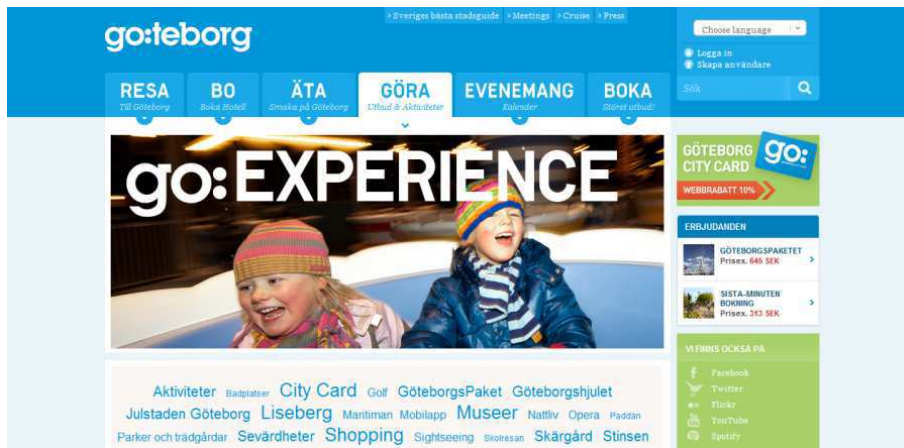 > Sveriges bästa stadsguide > Meetings > Cruise > Press
go:teborg
Choose language
Logga in
Skapa användare
Sök
RESA
Till Göteborg
BO
Boka Hotell
ÄTA
Smaka på Göteborg
GÖRA
Utbud & Aktiviteter
EVENEMANG
Kalender
BOKA
Störst utbud!
go:EXPERIENCE
GÖTEBORG
CITY CARD
go:
WEBBRABATT 10%
ERBJUDANDEN
GÖTEBORGSPAKETET
Prisex. 645 SEK
SISTA-MINUTEN
BOKNING
Prisex. 313 SEK
VI FINNS OCKSÅ PÅ
Facebook
Twitter
Flickr
YouTube
Spotify
Aktiviteter Badplatser City Card Golf GöteborgsPaket Göteborgshjulet
Julstaden Göteborg Liseberg Maritiman Mobilapp Museer Nattliv Opera Paddan
Parker och trädgårdar Sevärdheter Shopping Sightseeing Skolresan Skärgård Stinsen